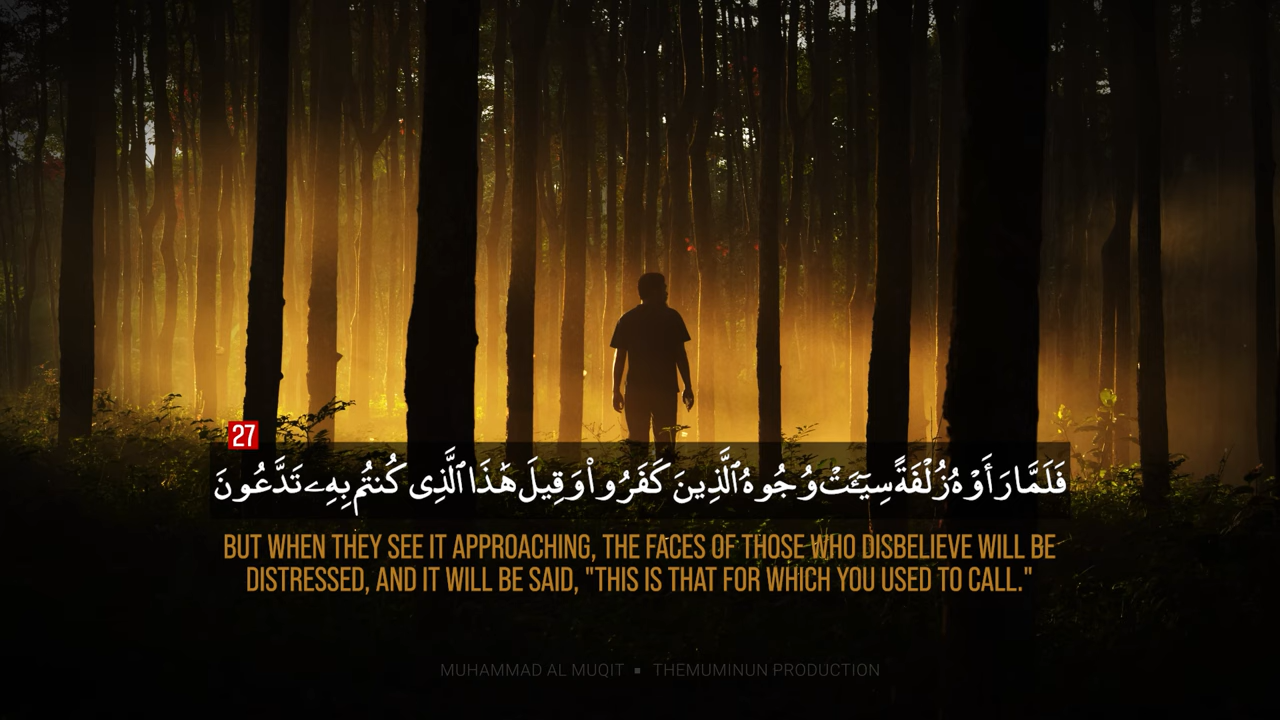 27
فَلَمَّا رَأَوْهُ زُلْفَةً سِيٓـَٔتْ وُجُوهُ ٱلَّذِينَ كَفَرُوا۟ وَقِيلَ هَٰذَا ٱلَّذِى كُنتُم بِهِۦ تَدَّعُونَ
BUT WHEN THEY SEE IT APPROACHING, THE FACES OF THOSE WHO DISBELIEVE WILL BE
DISTRESSED, AND IT WILL BE SAID, "THIS IS THAT FOR WHICH YOU USED TO CALL."
MUHAMMAD AL MUQIT ▪ THEMUMINUN PRODUCTION